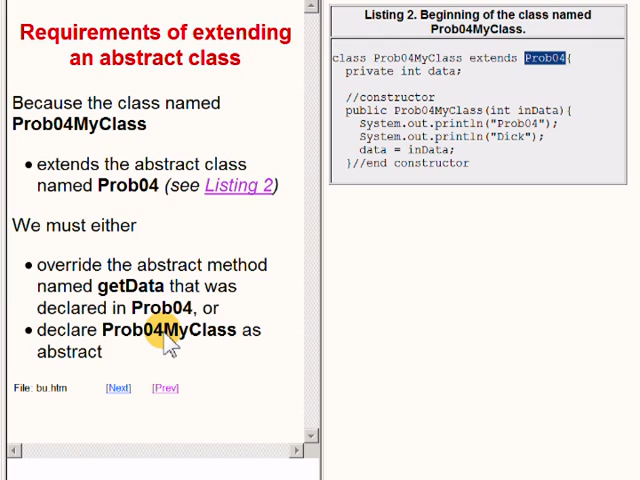 Requirements of extending
an abstract class
Because the class named
Prob04MyClass
• extends the abstract class
named Prob04 (see Listing 2)
We must either
• override the abstract method
named getData that was
declared in Prob04, or
• declare Prob04MyClass as
abstract
File: bu.htm [Next] [Prev]
Listing 2. Beginning of the class named
Prob04MyClass.
class Prob04MyClass extends Prob04{
private int data;
//constructor
public Prob04MyClass(int inData){
System.out.println("Prob04");
System.out.println("Dick");
data = inData;
}//end constructor